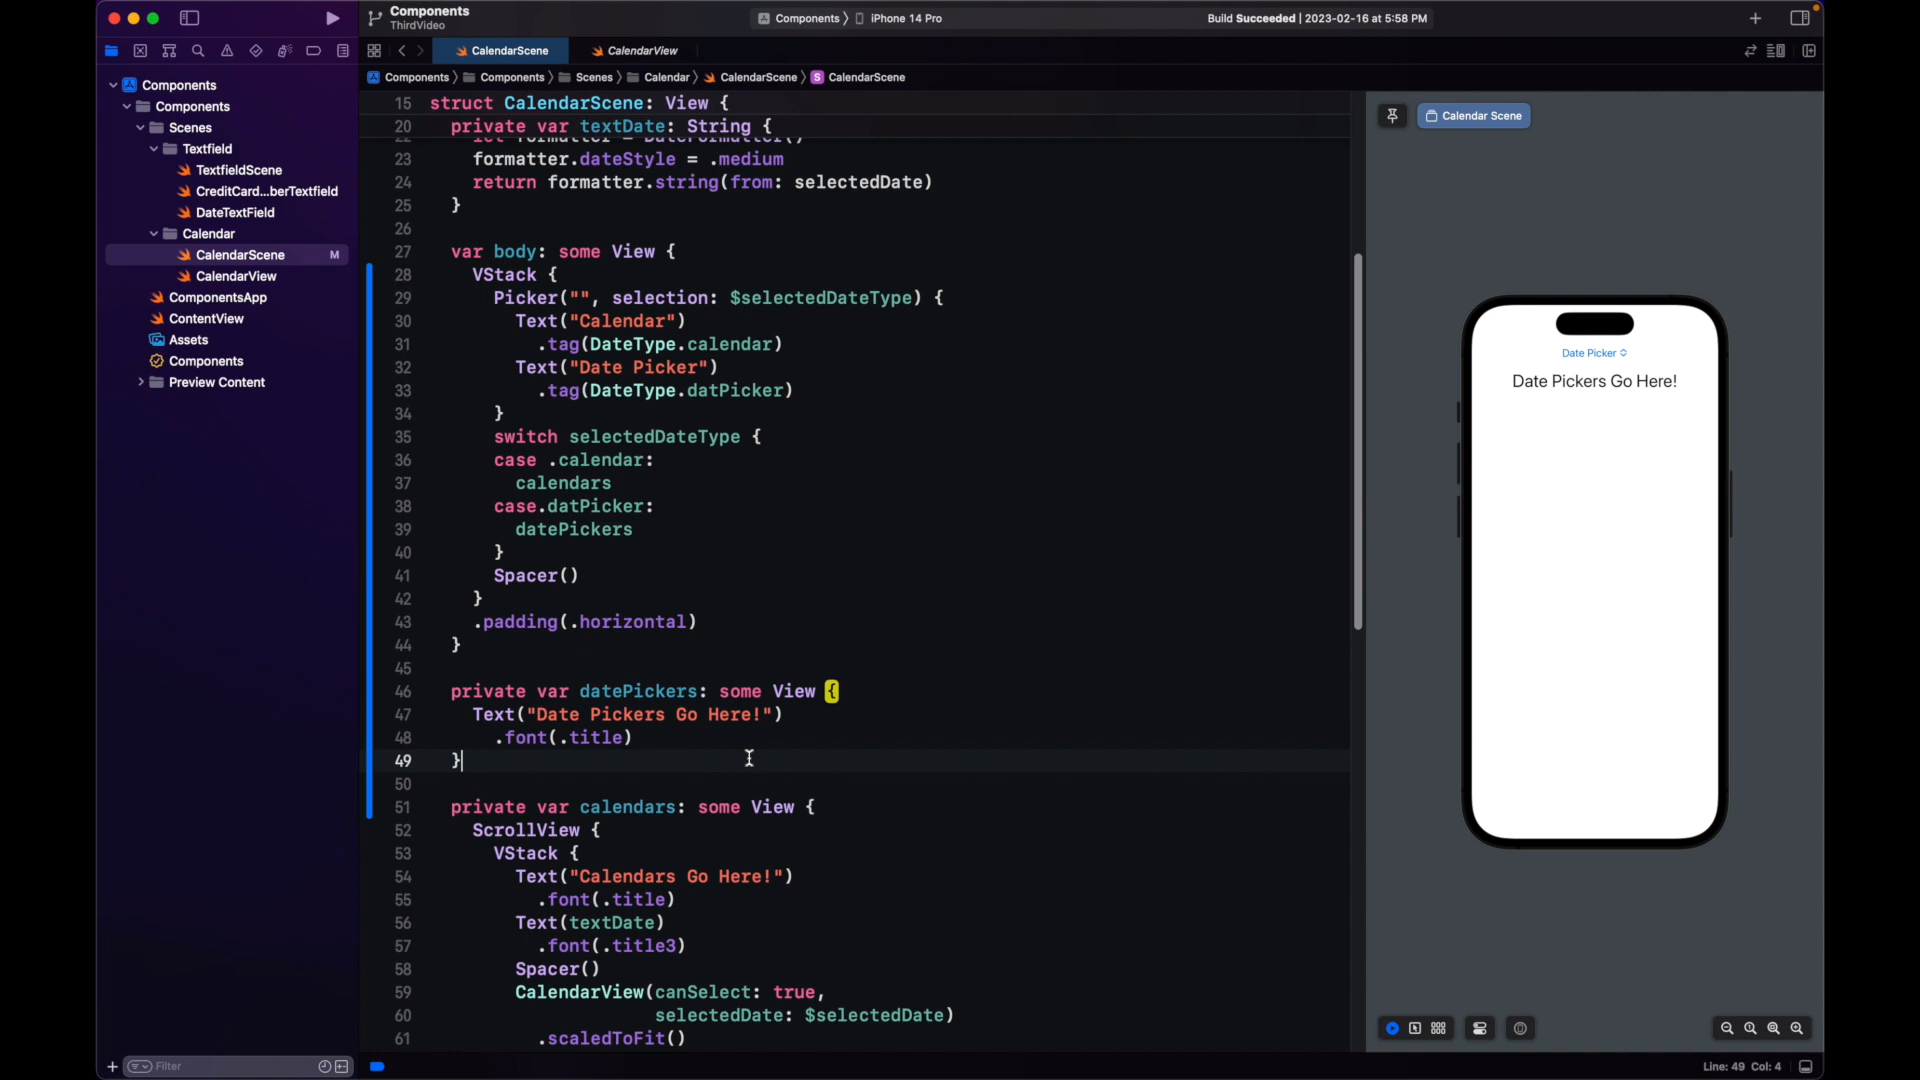 Components
ThirdVideo
Components
iPhone 14 Pro
Build Succeeded | 2023-02-16 at 5:58 PM
CalendarScene
CalendarView
Components
Components
Scenes
Calendar
CalendarScene
S
CalendarScene
Components
Components
Scenes
Textfield
TextfieldScene
CreditCard...berTextfield
DateTextField
Calendar
CalendarScene
M
CalendarView
ComponentsApp
ContentView
Assets
Components
Preview Content
Filter
15 struct CalendarScene: View {
20 private var textDate: String {
22 let formatter = DateFormatter()
23 formatter.dateStyle = .medium
24 return formatter.string(from: selectedDate)
25 }
26
27 var body: some View {
28 VStack {
29 Picker("", selection: $selectedDateType) {
30 Text("Calendar")
31 .tag(DateType.calendar)
32 Text("Date Picker")
33 .tag(DateType.datPicker)
34 }
35 switch selectedDateType {
36 case .calendar:
37 calendars
38 case.datPicker:
39 datePickers
40 }
41 Spacer()
42 }
43 .padding(.horizontal)
44 }
45
46 private var datePickers: some View {
47 Text("Date Pickers Go Here!")
48 .font(.title)
49 }
50
51 private var calendars: some View {
52 ScrollView {
53 VStack {
54 Text("Calendars Go Here!")
55 .font(.title)
56 Text(textDate)
57 .font(.title3)
58 Spacer()
59 CalendarView(canSelect: true,
60 selectedDate: $selectedDate)
61 .scaledToFit()
Calendar Scene
Date Picker
Date Pickers Go Here!
Line: 49 Col: 4